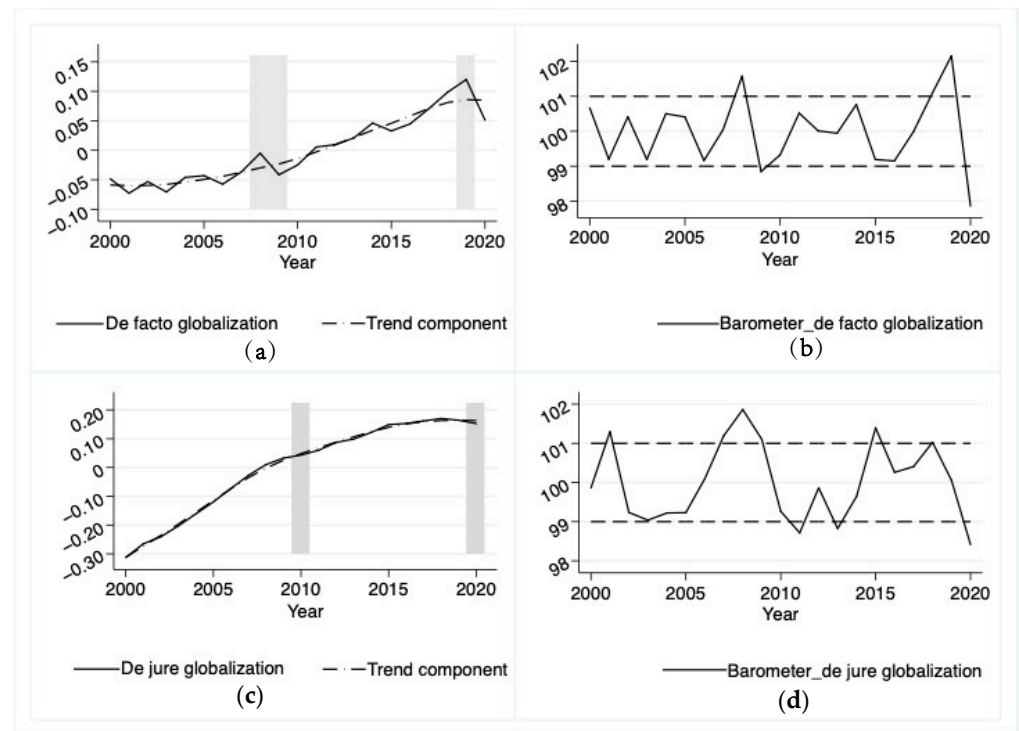 0.15
0.10
0.05
0
−0.05
−0.10
2000 2005 2010 2015 2020
Year
De facto globalization Trend component
(a)
102
101
100
99
98
2000 2005 2010 2015 2020
Year
Barometer_de facto globalization
(b)
0.20
0.10
0
−0.10
−0.20
−0.30
2000 2005 2010 2015 2020
Year
De jure globalization Trend component
(c)
102
101
100
99
98
2000 2005 2010 2015 2020
Year
Barometer_de jure globalization
(d)